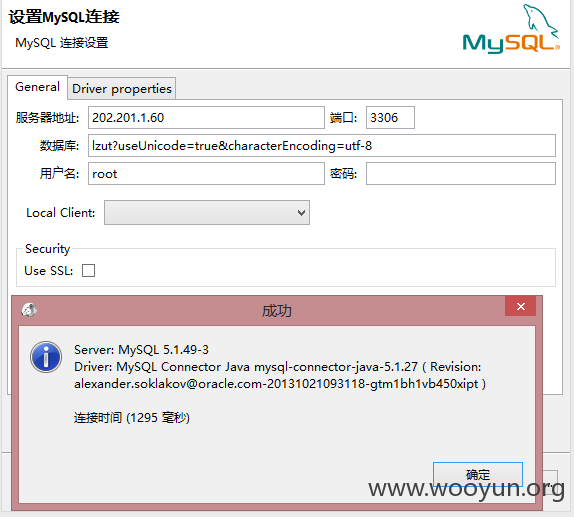 设置MySQL连接
MySQL 连接设置
MySQL®
General
Driver properties
服务器地址: 202.201.1.60 端口: 3306
数据库: lzut?useUnicode=true&characterEncoding=utf-8
用户名: root 密码:
Local Client:
Security
Use SSL:
成功
Server: MySQL 5.1.49-3
Driver: MySQL Connector Java mysql-connector-java-5.1.27 ( Revision:
alexander.soklakov@oracle.com-20131021093118-gtm1bh1vb450xipt )
连接时间 (1295 毫秒)
确定
www.wooyun.org